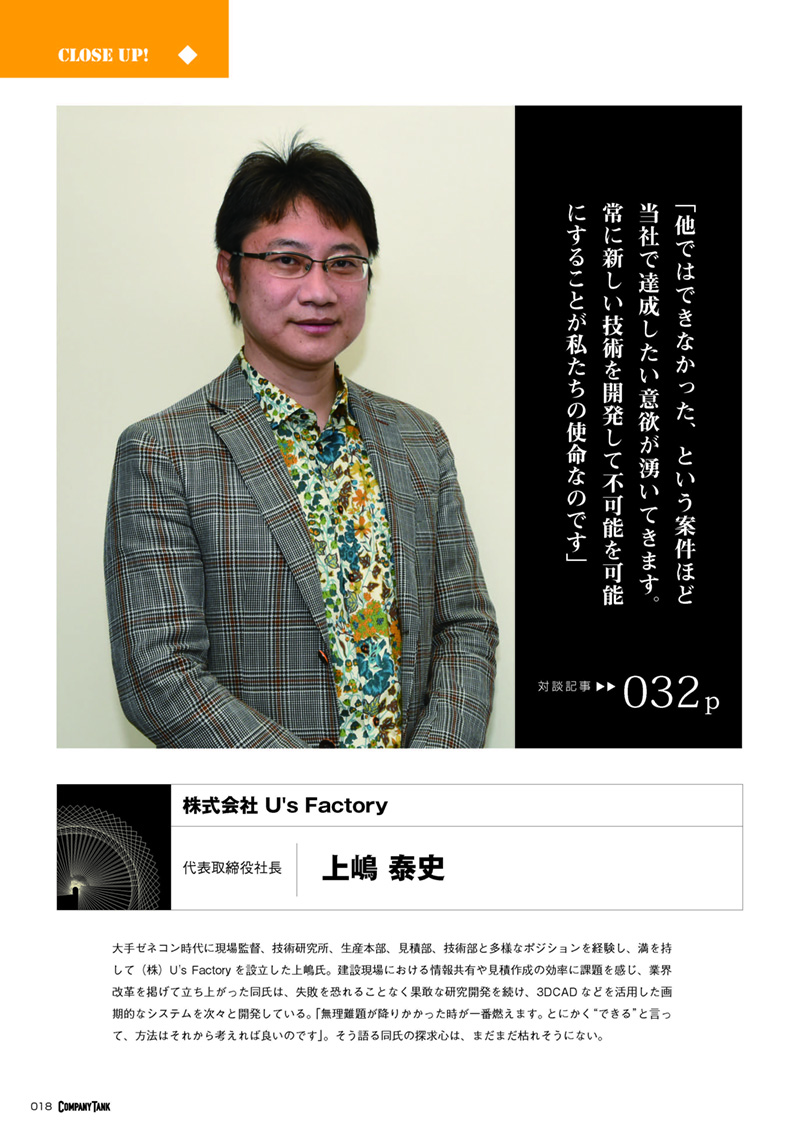 CLOSE UP!
「他ではできなかった、という案件ほど
当社で達成したい意欲が湧いてきます。
常に新しい技術を開発して不可能を可能
にすることが私たちの使命なのです」
対談記事 ▶▶ 032p
株式会社 U's Factory
代表取締役社長 上嶋 泰史
大手ゼネコン時代に現場監督、技術研究所、生産本部、見積部、技術部と多様なポジションを経験し、満を持
して（株）U's Factory を設立した上嶋氏。建設現場における情報共有や見積作成の効率に課題を感じ、業界
改革を掲げて立ち上がった同氏は、失敗を恐れることなく果敢な研究開発を続け、3DCAD などを活用した画
期的なシステムを次々と開発している。「無理難題が降りかかった時が一番燃えます。とにかく“できる”と言っ
て、方法はそれから考えれば良いのです」。そう語る同氏の探求心は、まだまだ枯れそうにない。
018 COMPANYTANK